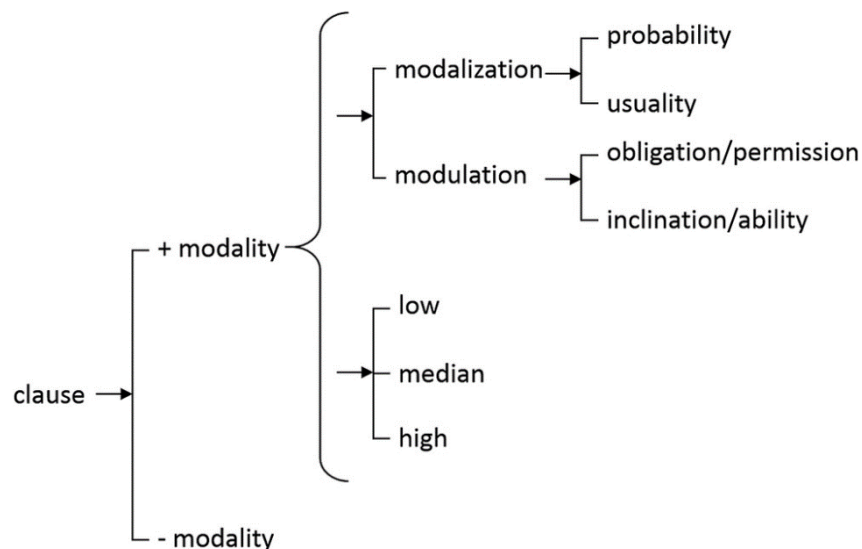 probability
modalization
usuality
obligation/permission
modulation
inclination/ability
+ modality
low
median
clause
high
- modality